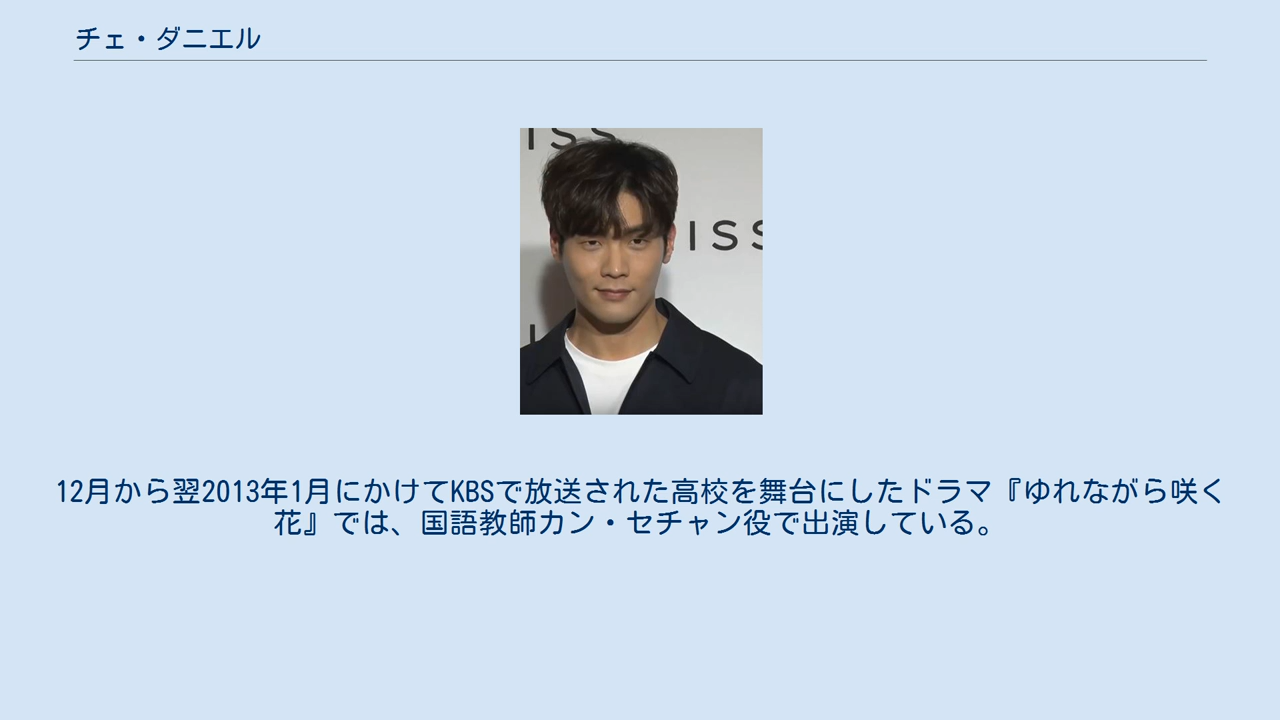 チェ・ダニエル
ISS
ISS
12月から翌2013年1月にかけてKBSで放送された高校を舞台にしたドラマ『ゆれながら咲く
花』では、国語教師カン・セチャン役で出演している。